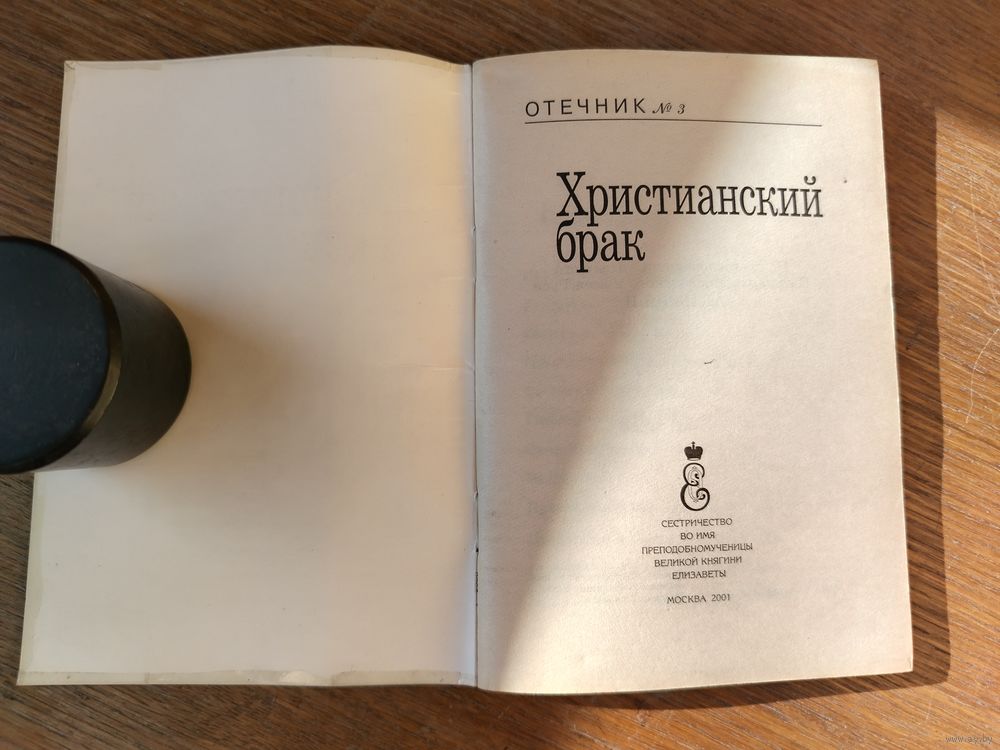 ОТЕЧНИК № 3
Христианский
брак
СЕСТРИЧЕСТВО
ВО ИМЯ
ПРЕПОДОБНОМУЧЕНИЦЫ
ВЕЛИКОЙ КНЯГИНИ
ЕЛИЗАВЕТЫ
МОСКВА 2001